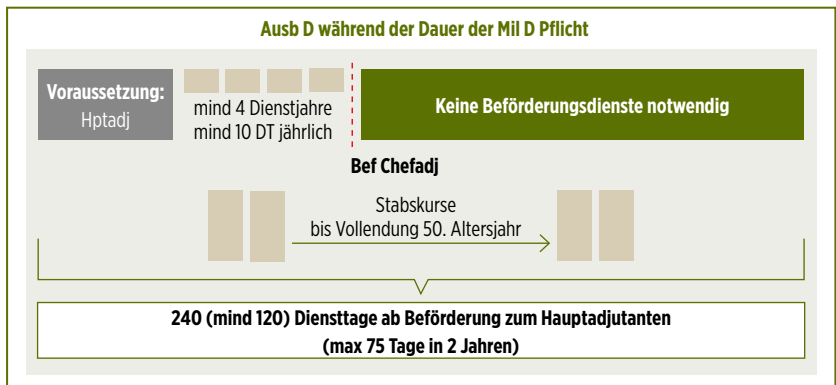 Ausb D während der Dauer der Mil D Pflicht
Voraussetzung:
Hptadj
mind 4 Dienstjahre
mind 10 DT jährlich
Keine Beförderungsdienste notwendig
Bef Chefadj
Stabskurse
bis Vollendung 50. Altersjahr
240 (mind 120) Diensttage ab Beförderung zum Hauptadjutanten
(max 75 Tage in 2 Jahren)